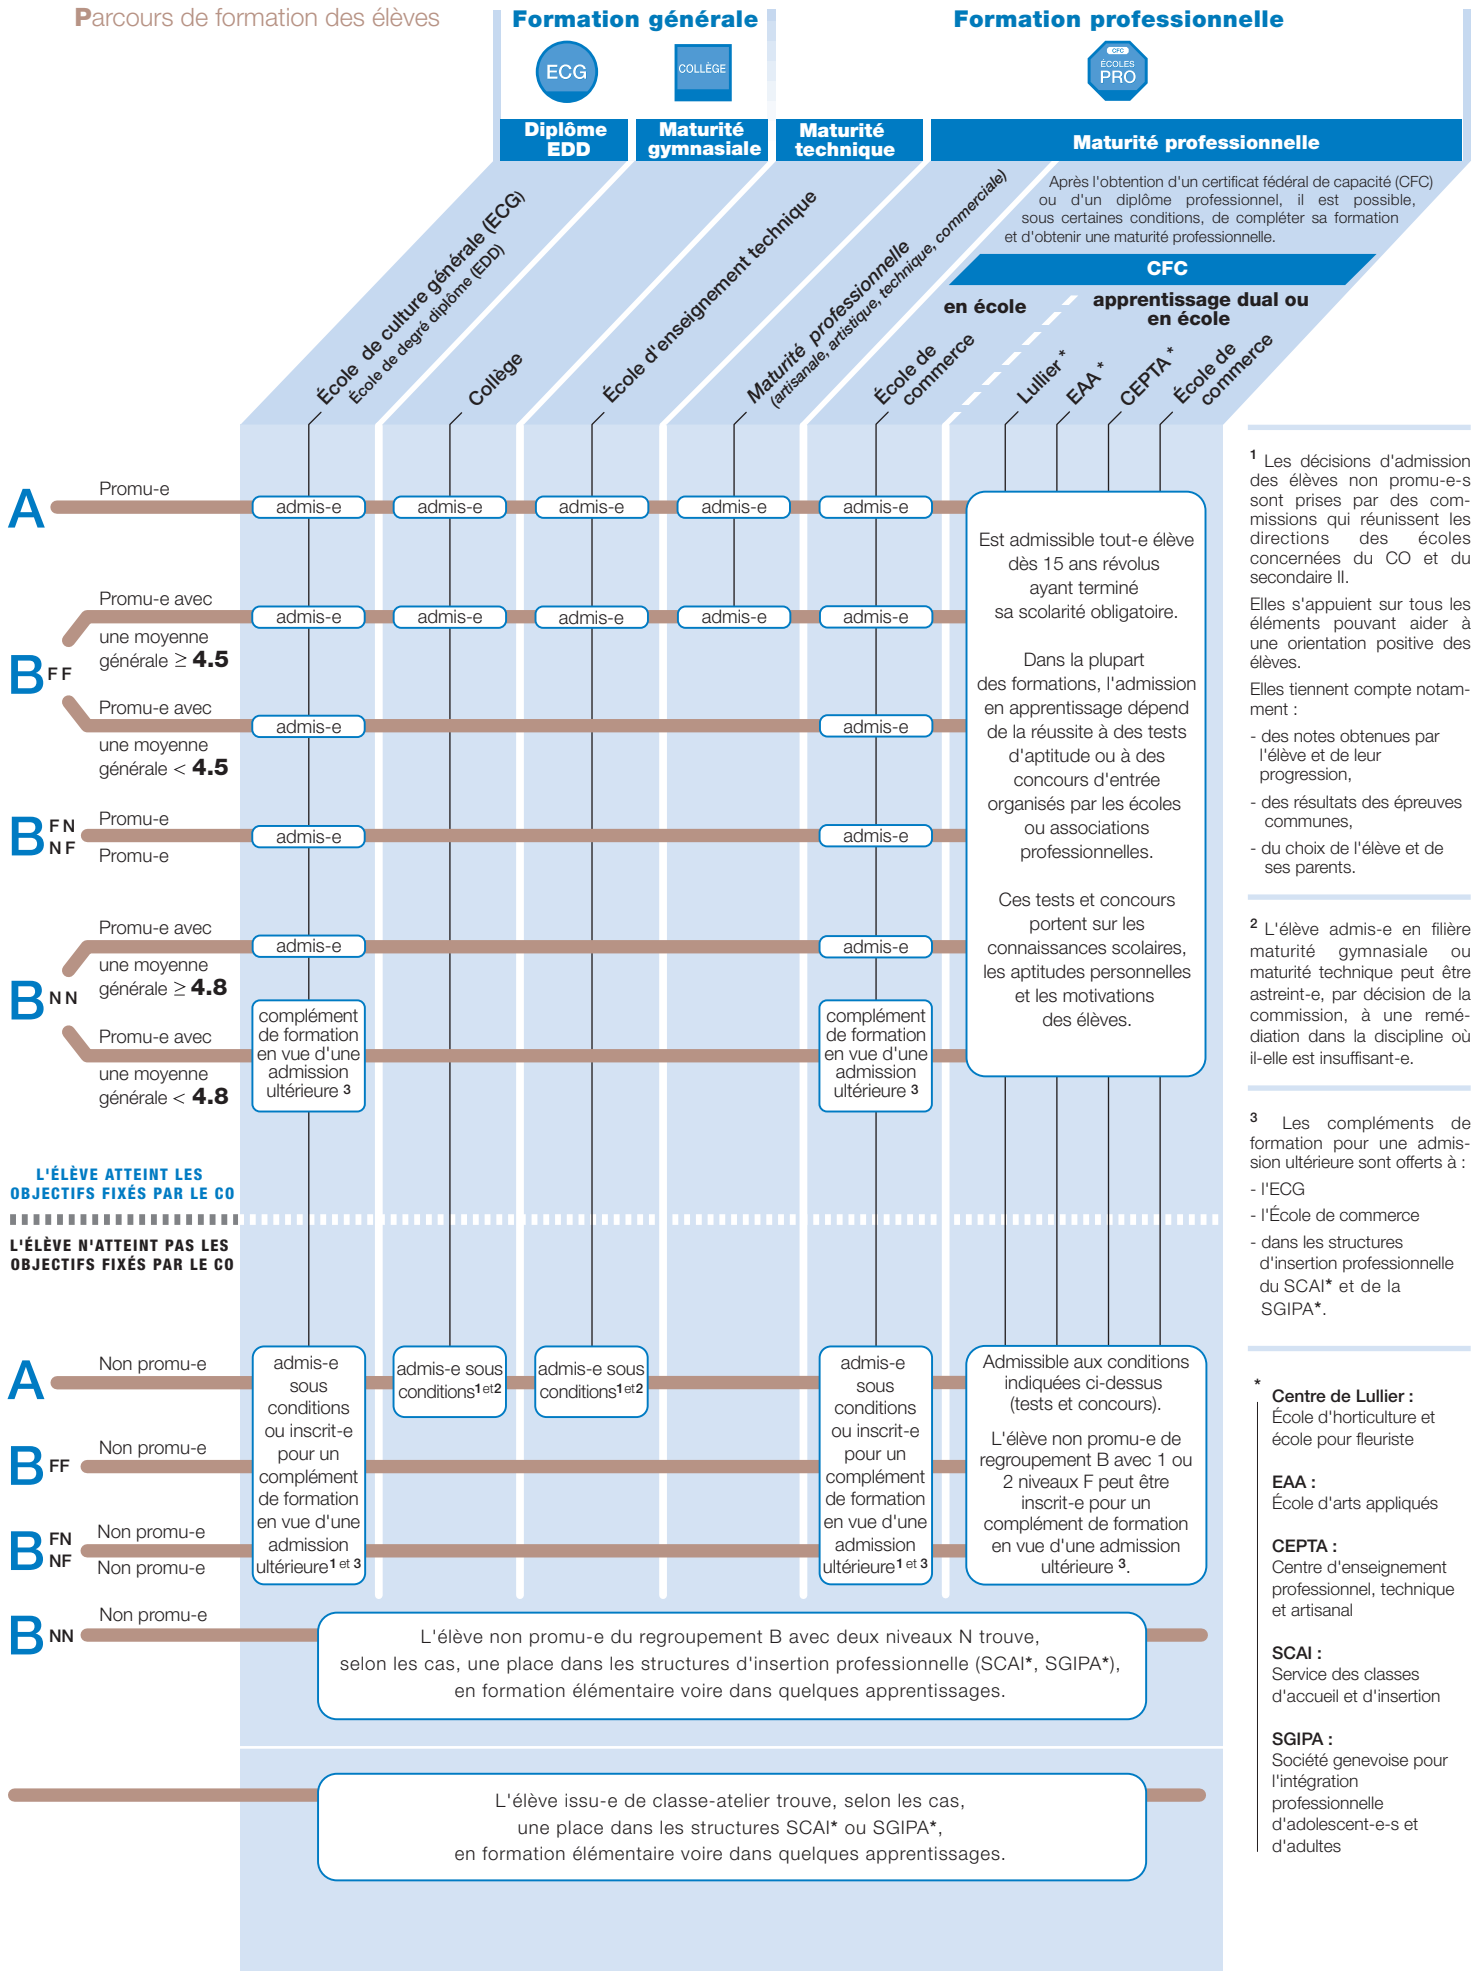 Parcours de formation des élèves
Formation générale
Formation professionnelle
ECG
COLLÈGE
CFC
ÉCOLES
PRO
Diplôme
EDD
Maturité
gymnasiale
Maturité
technique
Maturité professionnelle
Après l'obtention d'un certificat fédéral de capacité (CFC)
ou d'un diplôme professionnel, il est possible,
sous certaines conditions, de compléter sa formation
et d'obtenir une maturité professionnelle.
CFC
en école
apprentissage dual ou
en école
École de culture générale (ECG)
École de degré diplôme (EDD)
Collège
École d'enseignement technique
Maturité professionnelle
(artisanale, artistique, technique, commerciale)
École de
commerce
Lullier *
EAA *
CEPTA *
École de
commerce
A
Promu-e
admis-e
admis-e
admis-e
admis-e
admis-e
B FF
Promu-e avec
une moyenne
générale ≥ 4.5
admis-e
admis-e
admis-e
admis-e
admis-e
Promu-e avec
une moyenne
générale < 4.5
admis-e
admis-e
B FN
NF
Promu-e
Promu-e
admis-e
admis-e
B NN
Promu-e avec
une moyenne
générale ≥ 4.8
admis-e
admis-e
Promu-e avec
une moyenne
générale < 4.8
complément
de formation
en vue d'une
admission
ultérieure 3
complément
de formation
en vue d'une
admission
ultérieure 3
Est admissible tout-e élève
dès 15 ans révolus
ayant terminé
sa scolarité obligatoire.
Dans la plupart
des formations, l'admission
en apprentissage dépend
de la réussite à des tests
d'aptitude ou à des
concours d'entrée
organisés par les écoles
ou associations
professionnelles.
Ces tests et concours
portent sur les
connaissances scolaires,
les aptitudes personnelles
et les motivations
des élèves.
L'ÉLÈVE ATTEINT LES
OBJECTIFS FIXÉS PAR LE CO
L'ÉLÈVE N'ATTEINT PAS LES
OBJECTIFS FIXÉS PAR LE CO
A
Non promu-e
B FF
Non promu-e
B FN
NF
Non promu-e
Non promu-e
B NN
Non promu-e
admis-e
sous
conditions
ou inscrit-e
pour un
complément
de formation
en vue d'une
admission
ultérieure1 et 3
admis-e sous
conditions1 et2
admis-e sous
conditions1 et2
admis-e
sous
conditions
ou inscrit-e
pour un
complément
de formation
en vue d'une
admission
ultérieure1 et 3
Admissible aux conditions
indiquées ci-dessus
(tests et concours).
L'élève non promu-e de
regroupement B avec 1 ou
2 niveaux F peut être
inscrit-e pour un
complément de formation
en vue d'une admission
ultérieure 3.
L'élève non promu-e du regroupement B avec deux niveaux N trouve,
selon les cas, une place dans les structures d'insertion professionnelle (SCAI*, SGIPA*),
en formation élémentaire voire dans quelques apprentissages.
L'élève issu-e de classe-atelier trouve, selon les cas,
une place dans les structures SCAI* ou SGIPA*,
en formation élémentaire voire dans quelques apprentissages.
1 Les décisions d'admission
des élèves non promu-e-s
sont prises par des com-
missions qui réunissent les
directions des écoles
concernées du CO et du
secondaire II.
Elles s'appuient sur tous les
éléments pouvant aider à
une orientation positive des
élèves.
Elles tiennent compte notam-
ment :
- des notes obtenues par
l'élève et de leur
progression,
- des résultats des épreuves
communes,
- du choix de l'élève et de
ses parents.
2 L'élève admis-e en filière
maturité gymnasiale ou
maturité technique peut être
astreint-e, par décision de la
commission, à une remé-
diation dans la discipline où
il-elle est insuffisant-e.
3 Les compléments de
formation pour une admis-
sion ultérieure sont offerts à :
- l'ECG
- l'École de commerce
- dans les structures
d'insertion professionnelle
du SCAI* et de la
SGIPA*.
*
Centre de Lullier :
École d'horticulture et
école pour fleuriste
EAA :
École d'arts appliqués
CEPTA :
Centre d'enseignement
professionnel, technique
et artisanal
SCAI :
Service des classes
d'accueil et d'insertion
SGIPA :
Société genevoise pour
l'intégration
professionnelle
d'adolescent-e-s et
d'adultes